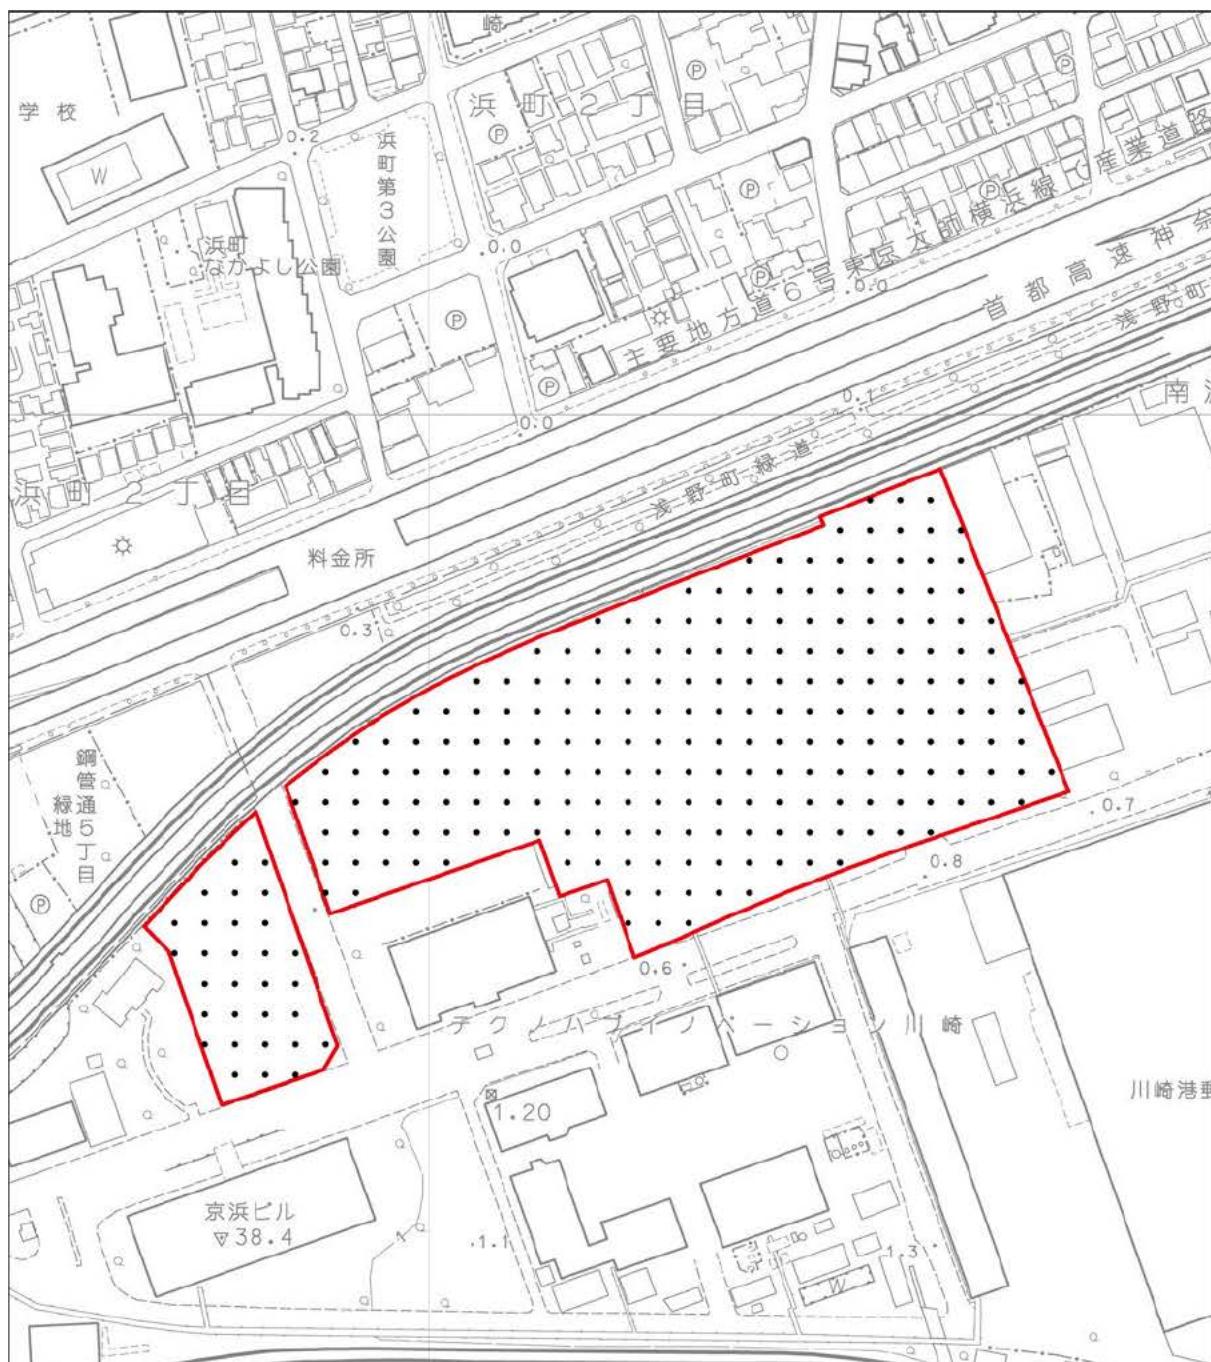 崎
学校
浜町2丁目
W
0.2
浜町第3公園
P
P
P
P
P
浜町
なかよし公園
0.0
P
P
P
主要地方道6号東京大師横浜線(産業道路
0.0
首都高速神奈
浅野町
南
0.1
0.0
浅野町緑道
浜町2丁目
料金所
0.3
鋼管通5丁目
緑地
P
0.7
0.8
0.6
テクノハブイノベーション川崎
1.20
川崎港郵
京浜ビル
38.4
1.1
1.3
W